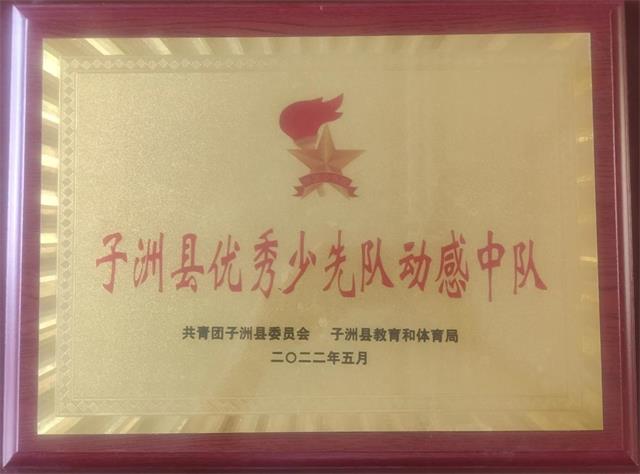 子洲县优秀少先队动感中队
共青团子洲县委员会 子洲县教育和体育局
二〇二二年五月